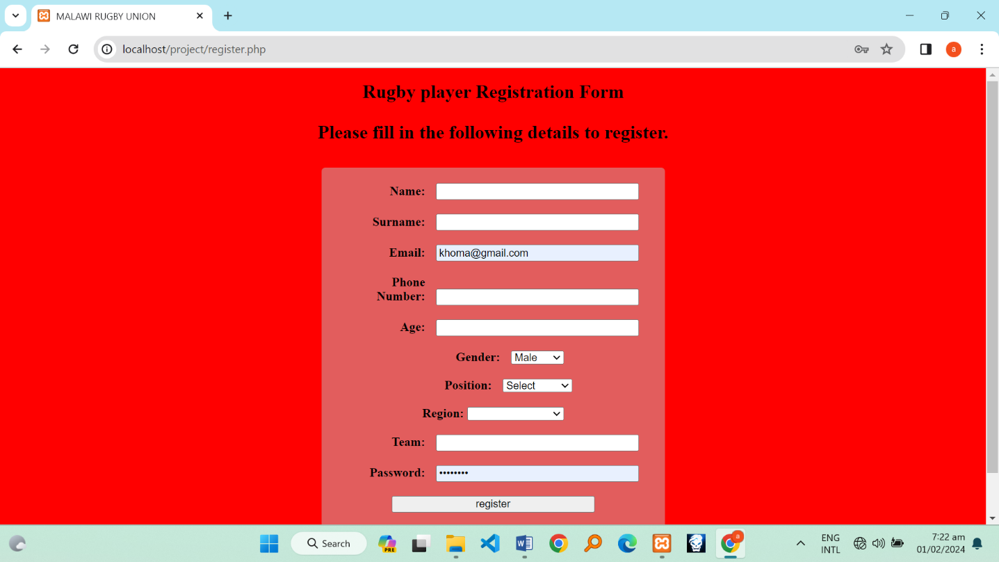 MALAWI RUGBY UNION
localhost/project/register.php
a
Rugby player Registration Form
Please fill in the following details to register.
Name:
Surname:
Email: khoma@gmail.com
Phone
Number:
Age:
Gender: Male
Position: Select
Region:
Team:
Password: ••••••••
register
Search
PRE
a
ENG
INTL
7:22 am
01/02/2024